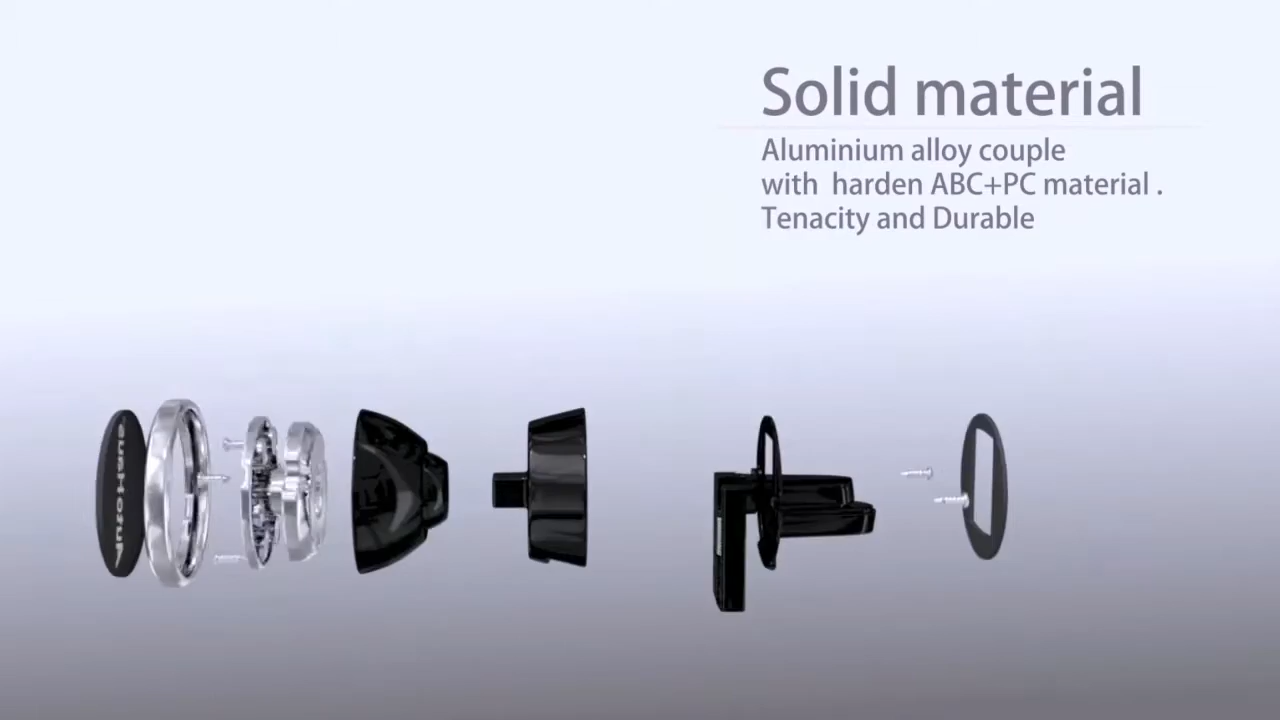 Solid material
Aluminium alloy couple
with  harden ABC+PC material .
Tenacity and Durable